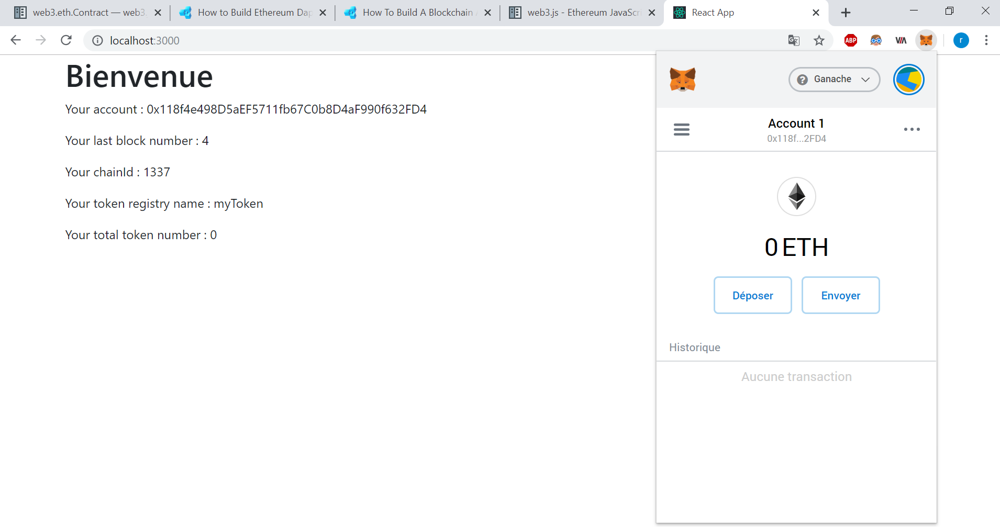 web3.eth.Contract — web3.
How to Build Ethereum Dap
How To Build A Blockchain
web3.js - Ethereum JavaScri
React App
localhost:3000
ABP
VIA
r
Bienvenue
Your account : 0x118f4e498D5aEF5711fb67C0b8D4aF990f632FD4
Your last block number : 4
Your chainId : 1337
Your token registry name : myToken
Your total token number : 0
? Ganache
Account 1
0x118f...2FD4
0 ETH
Déposer
Envoyer
Historique
Aucune transaction